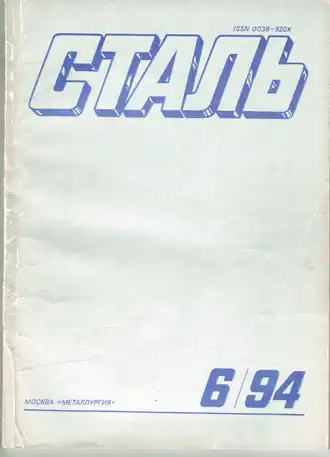 ISSN 0038-920X
СТАЛЬ
6/94
МОСКВА «МЕТАЛЛУРГИЯ»